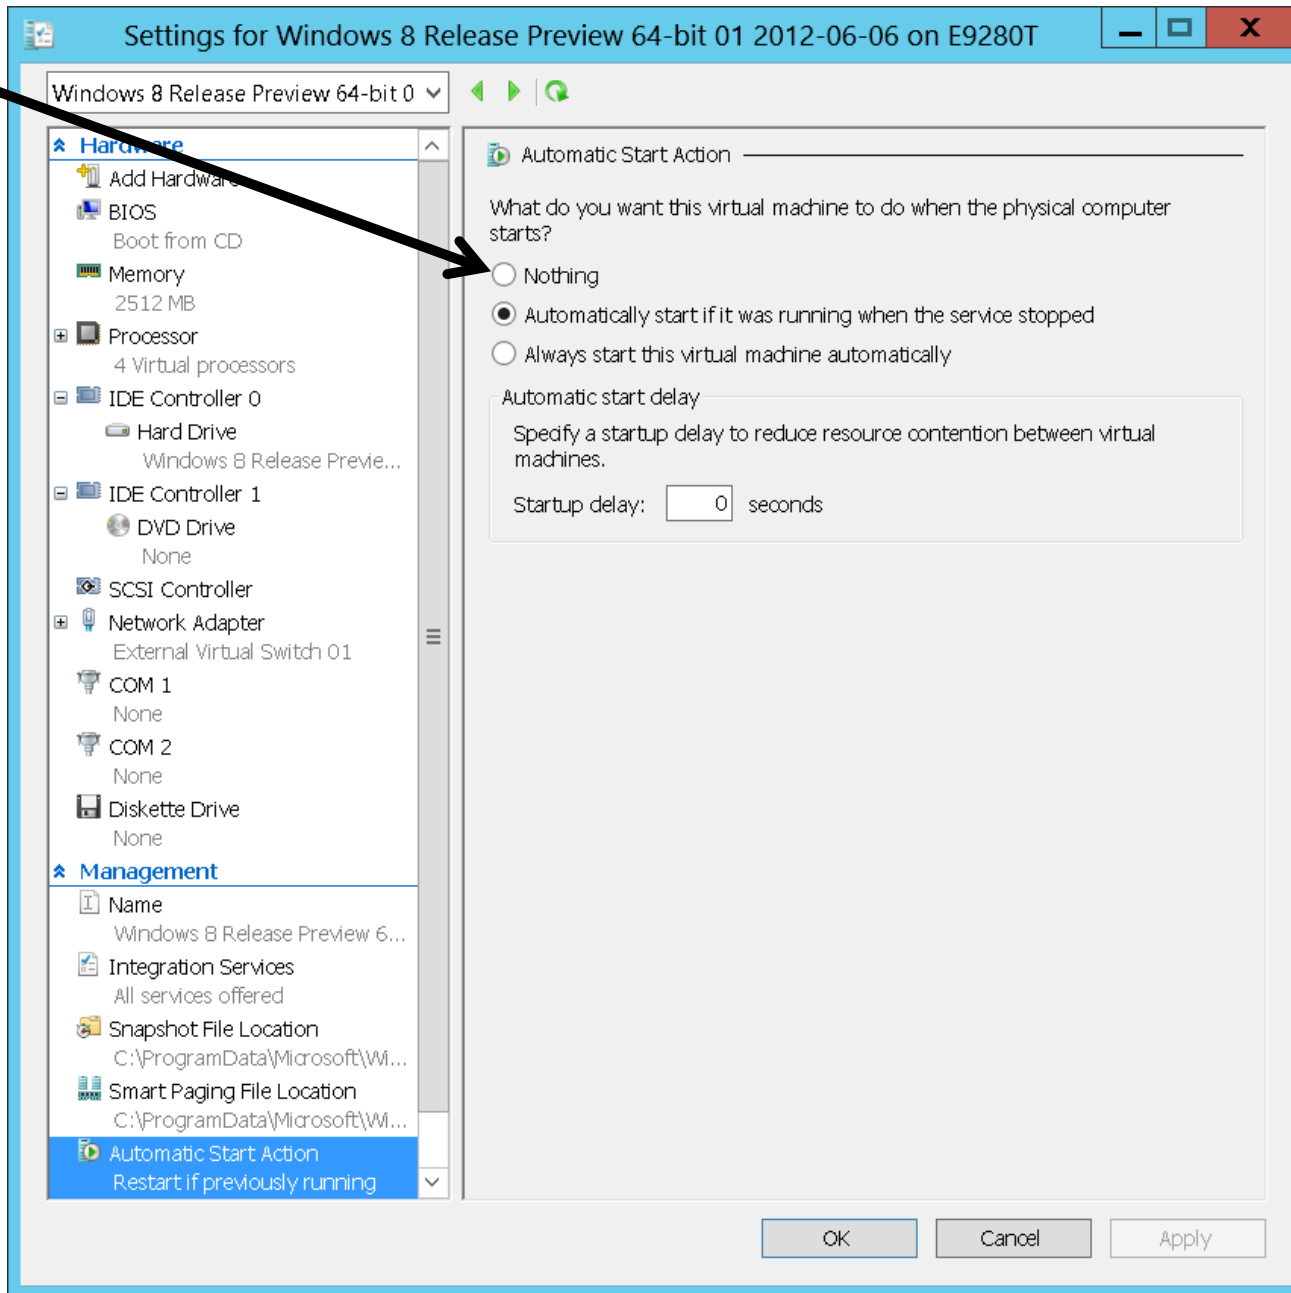 Settings for Windows 8 Release Preview 64-bit 01 2012-06-06 on E9280T
Windows 8 Release Preview 64-bit 0
Hardware
Add Hardware
BIOS
Boot from CD
Memory
2512 MB
Processor
4 Virtual processors
IDE Controller 0
Hard Drive
Windows 8 Release Previe...
IDE Controller 1
DVD Drive
None
SCSI Controller
Network Adapter
External Virtual Switch 01
COM 1
None
COM 2
None
Diskette Drive
None
Management
Name
Windows 8 Release Preview 6...
Integration Services
All services offered
Snapshot File Location
C:\ProgramData\Microsoft\Wi...
Smart Paging File Location
C:\ProgramData\Microsoft\Wi...
Automatic Start Action
Restart if previously running
Automatic Start Action
What do you want this virtual machine to do when the physical computer
starts?
Nothing
Automatically start if it was running when the service stopped
Always start this virtual machine automatically
Automatic start delay
Specify a startup delay to reduce resource contention between virtual
machines.
Startup delay: 0 seconds
OK Cancel Apply